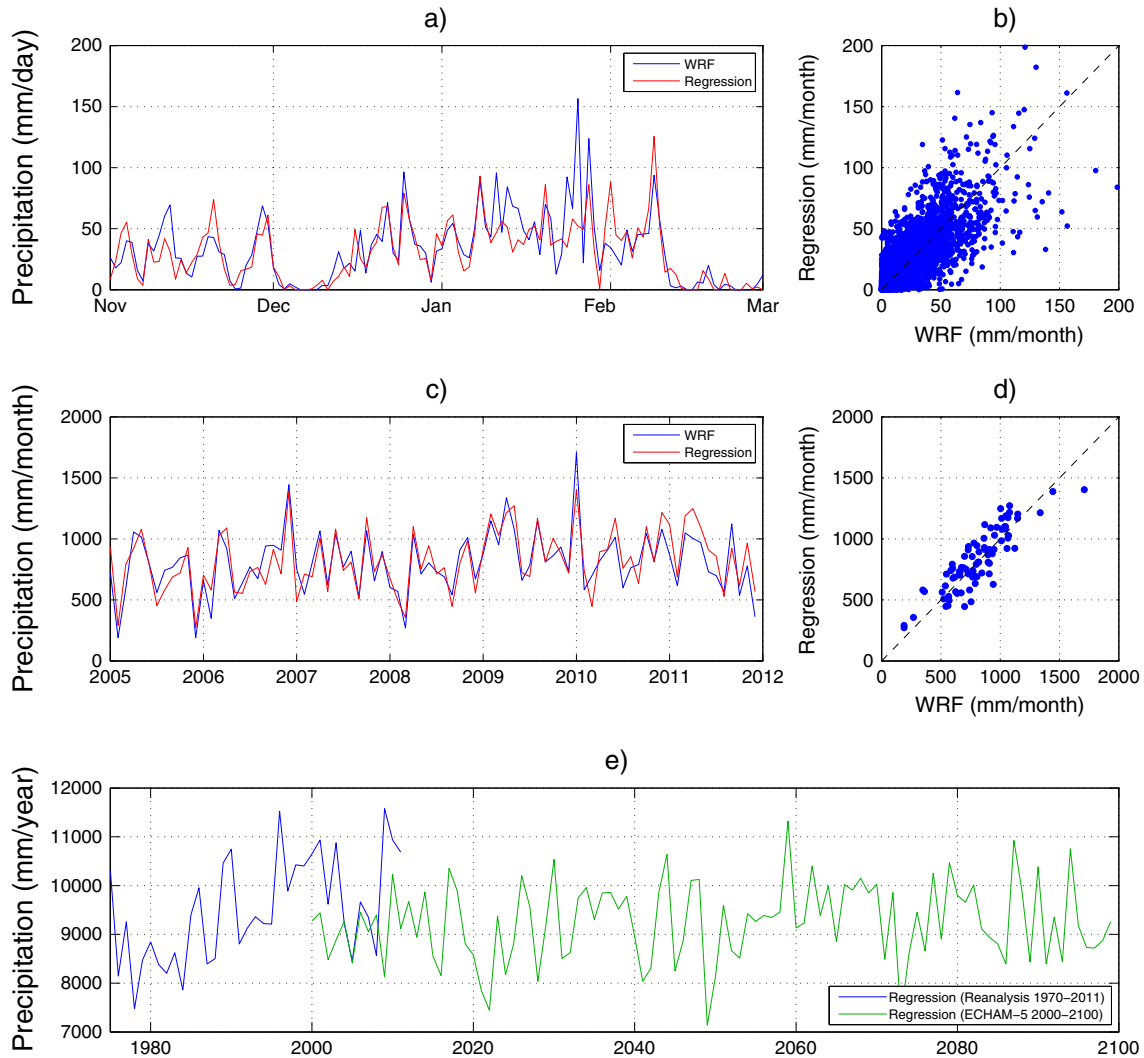 a)
Precipitation (mm/day)
200
150
100
50
0
Nov
Dec
Jan
Feb
Mar
WRF
Regression
b)
Regression (mm/month)
200
150
100
50
0
0
50
100
150
200
WRF (mm/month)
c)
Precipitation (mm/month)
2000
1500
1000
500
0
2005
2006
2007
2008
2009
2010
2011
2012
WRF
Regression
d)
Regression (mm/month)
2000
1500
1000
500
0
0
500
1000
1500
2000
WRF (mm/month)
e)
Precipitation (mm/year)
12000
11000
10000
9000
8000
7000
1980
2000
2020
2040
2060
2080
2100
Regression (Reanalysis 1970−2011)
Regression (ECHAM−5 2000−2100)